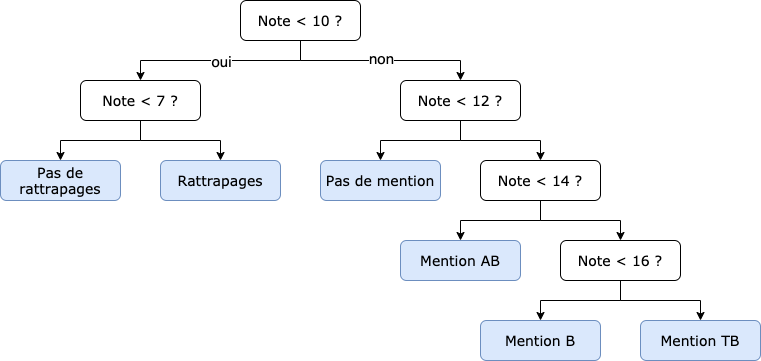 Note < 10 ?
oui
non
Note < 7 ?
Note < 12 ?
Pas de
rattrapages
Rattrapages
Pas de mention
Note < 14 ?
Mention AB
Note < 16 ?
Mention B
Mention TB